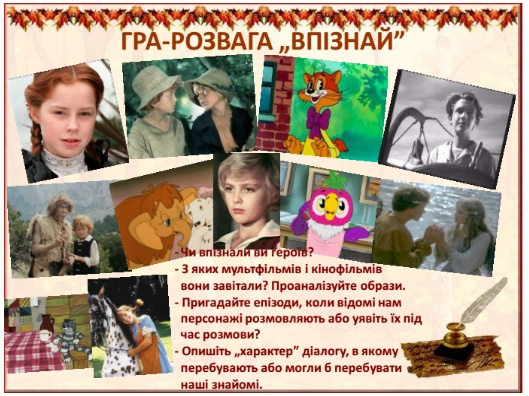 ГРА-РОЗВАГА „ВПІЗНАЙ”
- Чи впізнали ви героїв?
- З яких мультфільмів і кінофільмів
вони завітали? Проаналізуйте образи.
- Пригадайте епізоди, коли відомі нам
персонажі розмовляють або уявіть їх під
час розмови?
- Опишіть „характер” діалогу, в якому
перебувають або могли б перебувати
наші знайомі.